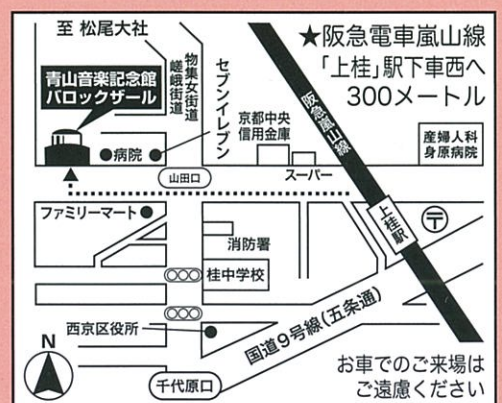 至 松尾大社
青山音楽記念館
バロックザール
物集女街道
嵯峨街道
セブンイレブン
★阪急電車嵐山線
「上桂」駅下車西へ
300メートル
阪急嵐山線
京都中央
信用金庫
産婦人科
身原病院
病院
山田口
スーパー
ファミリーマート
上桂駅
〒
消防署
桂中学校
西京区役所
国道9号線(五条通)
N
千代原口
お車でのご来場は
ご遠慮ください